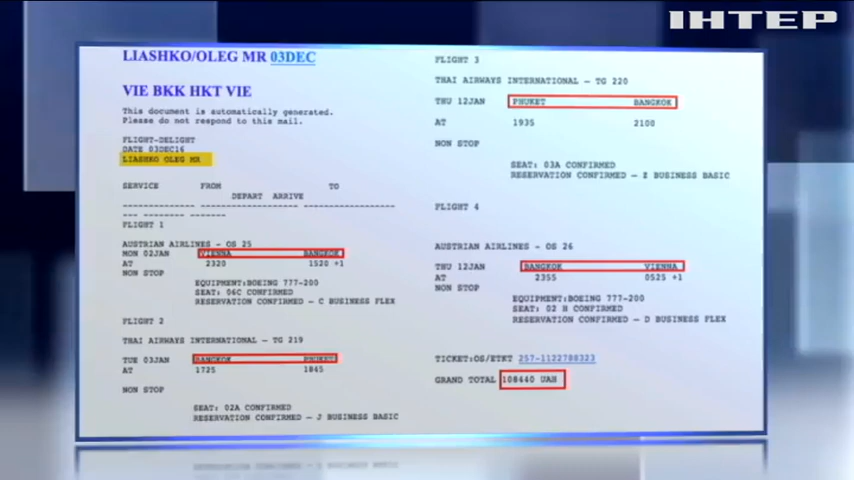 ІНТЕР
LIASHKO/OLEG MR 03DEC
VIE BKK HKT VIE
This document is automatically generated.
Please do not respond to this mail.
FLIGHT-DELIGHT
DATE 03DEC16
LIASHKO OLEG MR
SERVICE FROM TO
DEPART ARRIVE
--------------- -------------------- -------------------
--- -------- -------
FLIGHT 1
AUSTRIAN AIRLINES - OS 25
MON 02JAN VIENNA BANGKOK
AT 2320 1520 +1
NON STOP
EQUIPMENT:BOEING 777-200
SEAT: 06C CONFIRMED
RESERVATION CONFIRMED - C BUSINESS FLEX
FLIGHT 2
THAI AIRWAYS INTERNATIONAL - TG 219
TUE 03JAN BANGKOK PHUKET
AT 1725 1845
NON STOP
SEAT: 02A CONFIRMED
RESERVATION CONFIRMED - J BUSINESS BASIC
FLIGHT 3
THAI AIRWAYS INTERNATIONAL - TG 220
THU 12JAN PHUKET BANGKOK
AT 1935 2100
NON STOP
SEAT: 03A CONFIRMED
RESERVATION CONFIRMED - Z BUSINESS BASIC
FLIGHT 4
AUSTRIAN AIRLINES - OS 26
THU 12JAN BANGKOK VIENNA
AT 2355 0525 +1
NON STOP
EQUIPMENT:BOEING 777-200
SEAT: 02 H CONFIRMED
RESERVATION CONFIRMED - D BUSINESS FLEX
TICKET:OS/ETKT 257-1122788323
GRAND TOTAL 108440 UAH